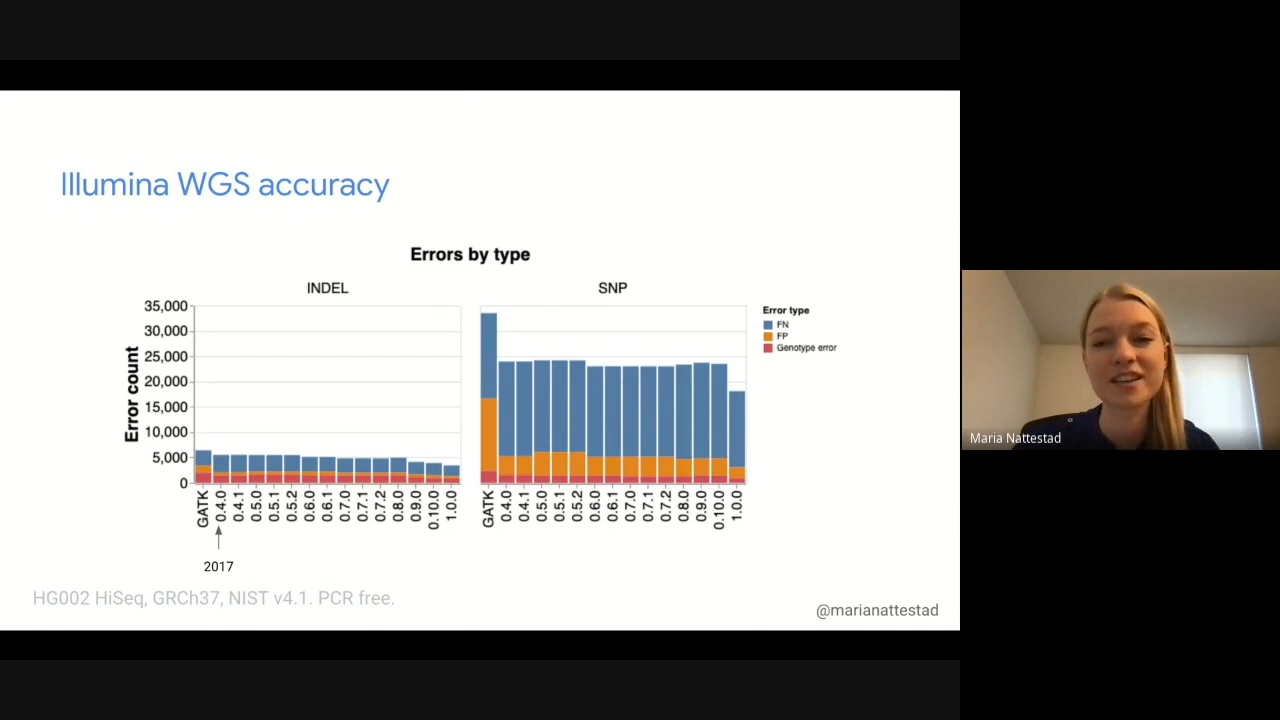 Illumina WGS accuracy
Errors by type
INDEL
SNP
Error count
35,000
30,000
25,000
20,000
15,000
10,000
5,000
0
GATK
0.4.0
0.4.1
0.5.0
0.5.1
0.5.2
0.6.0
0.6.1
0.7.0
0.7.1
0.7.2
0.8.0
0.9.0
0.10.0
1.0.0
GATK
0.4.0
0.4.1
0.5.0
0.5.1
0.5.2
0.6.0
0.6.1
0.7.0
0.7.1
0.7.2
0.8.0
0.9.0
0.10.0
1.0.0
Error type
FN
FP
Genotype error
2017
HG002 HiSeq, GRCh37, NIST v4.1. PCR free.
@marianattestad
Maria Nattestad